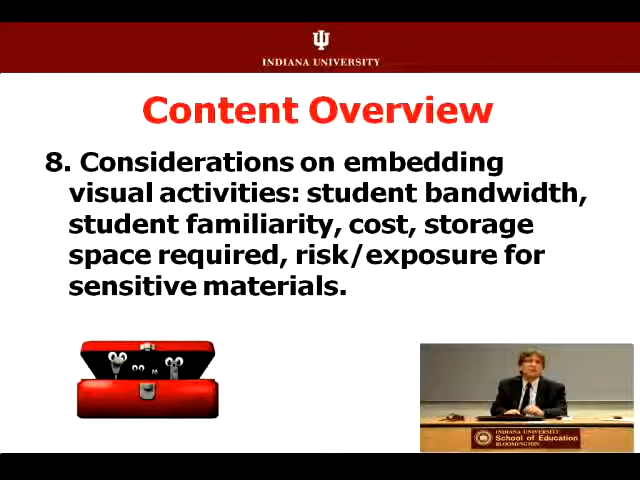 INDIANA UNIVERSITY
Content Overview
8. Considerations on embedding
visual activities: student bandwidth,
student familiarity, cost, storage
space required, risk/exposure for
sensitive materials.
INDIANA UNIVERSITY
School of Education
BLOOMINGTON